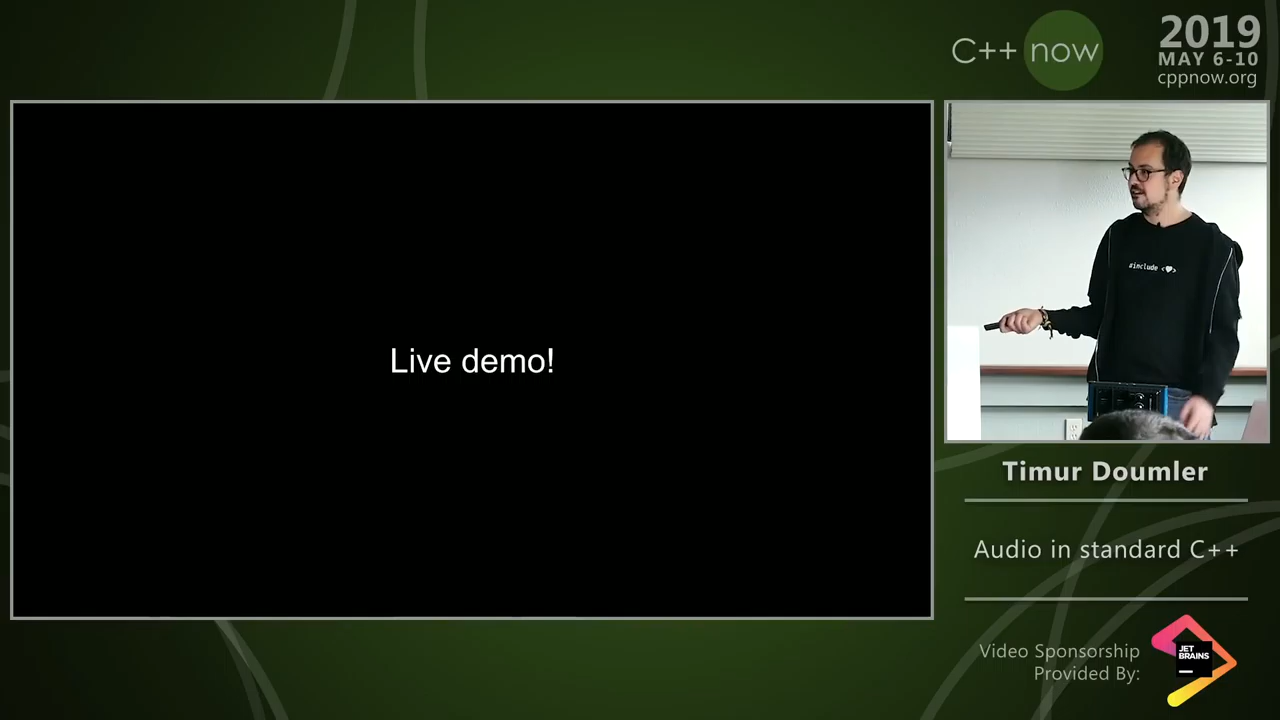 C++ now
2019
MAY 6-10
cppnow.org
Live demo!
#include <♥>
Timur Doumler
Audio in standard C++
Video Sponsorship
Provided By:
JET
BRAINS